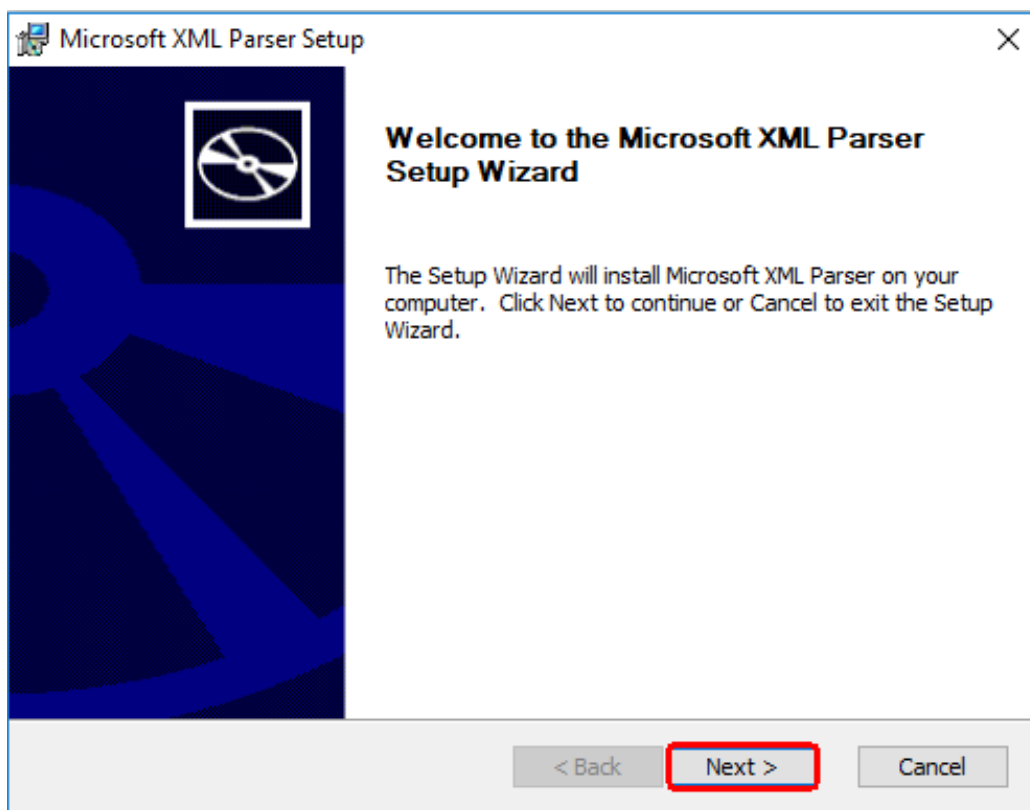 Microsoft XML Parser Setup
Welcome to the Microsoft XML Parser
Setup Wizard
The Setup Wizard will install Microsoft XML Parser on your
computer.  Click Next to continue or Cancel to exit the Setup
Wizard.
< Back
Next >
Cancel